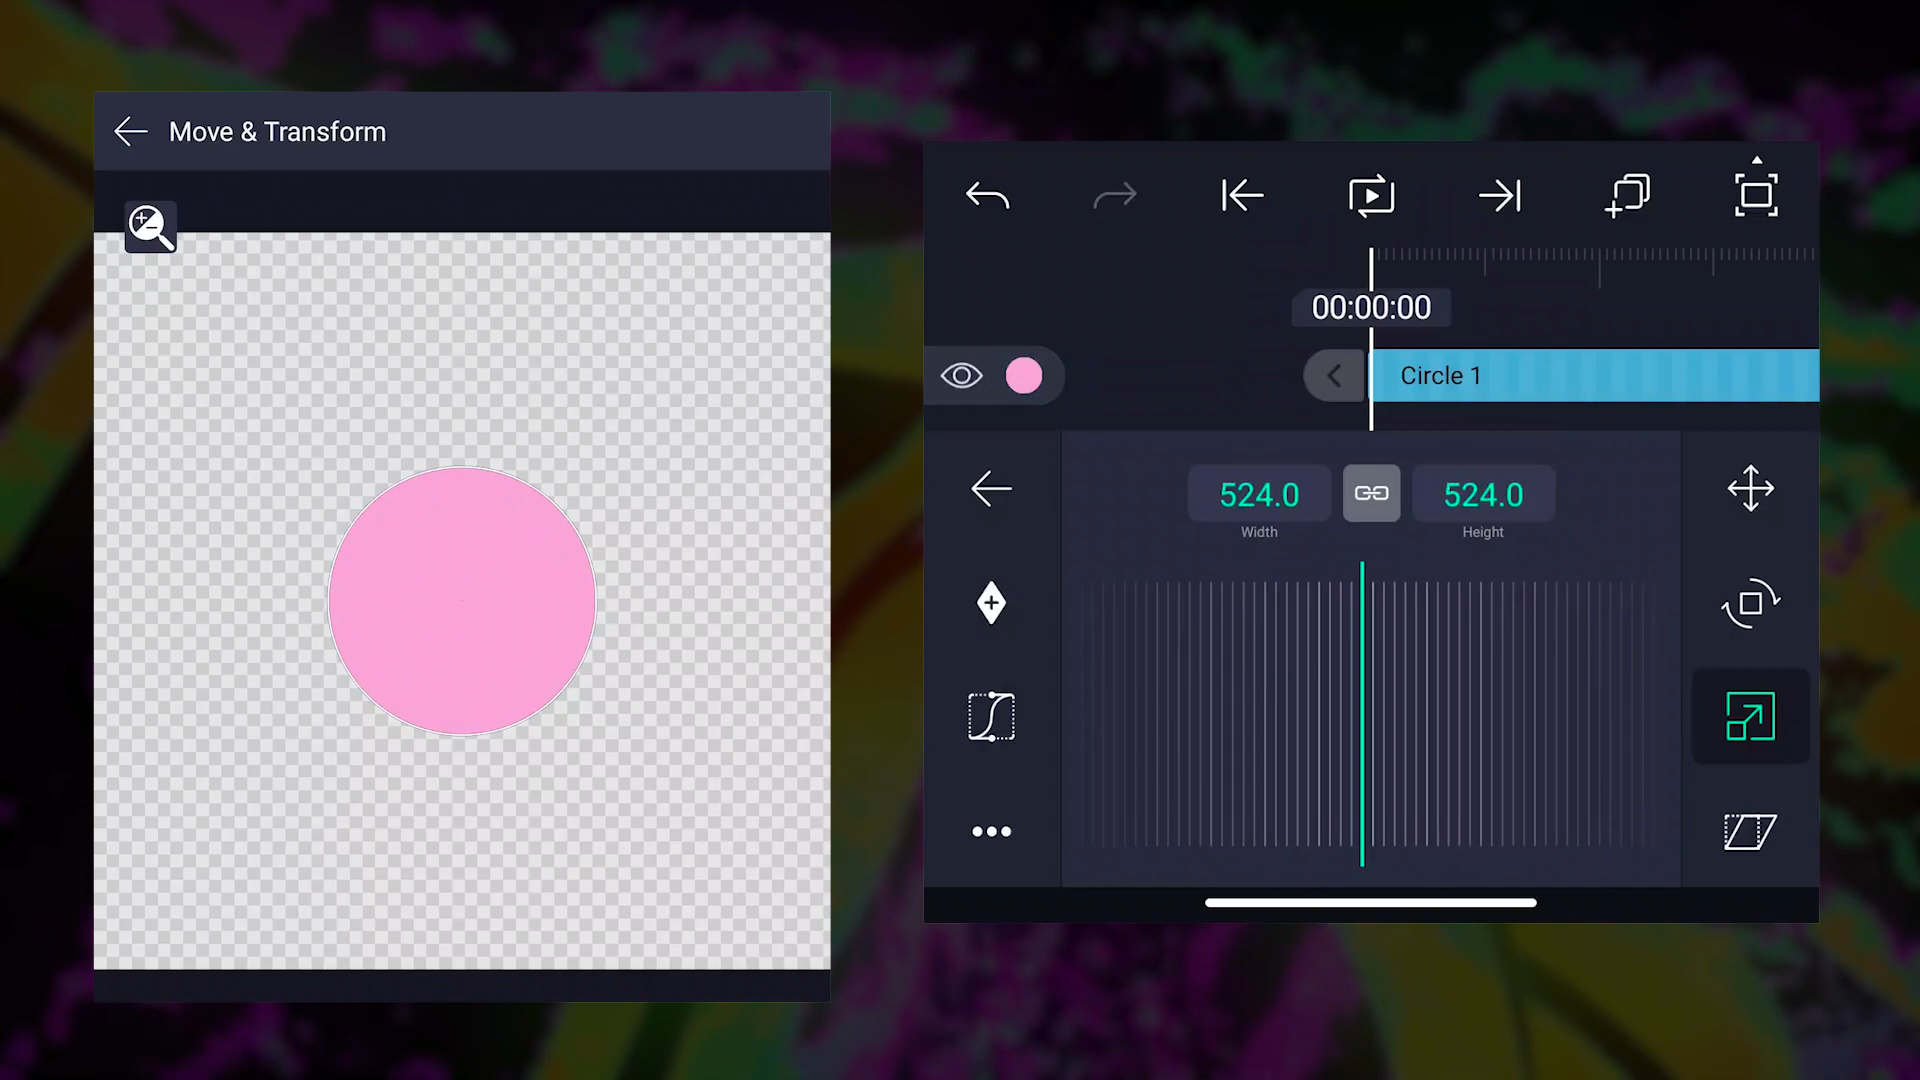 Move & Transform
00:00:00
Circle 1
524.0
524.0
Width
Height